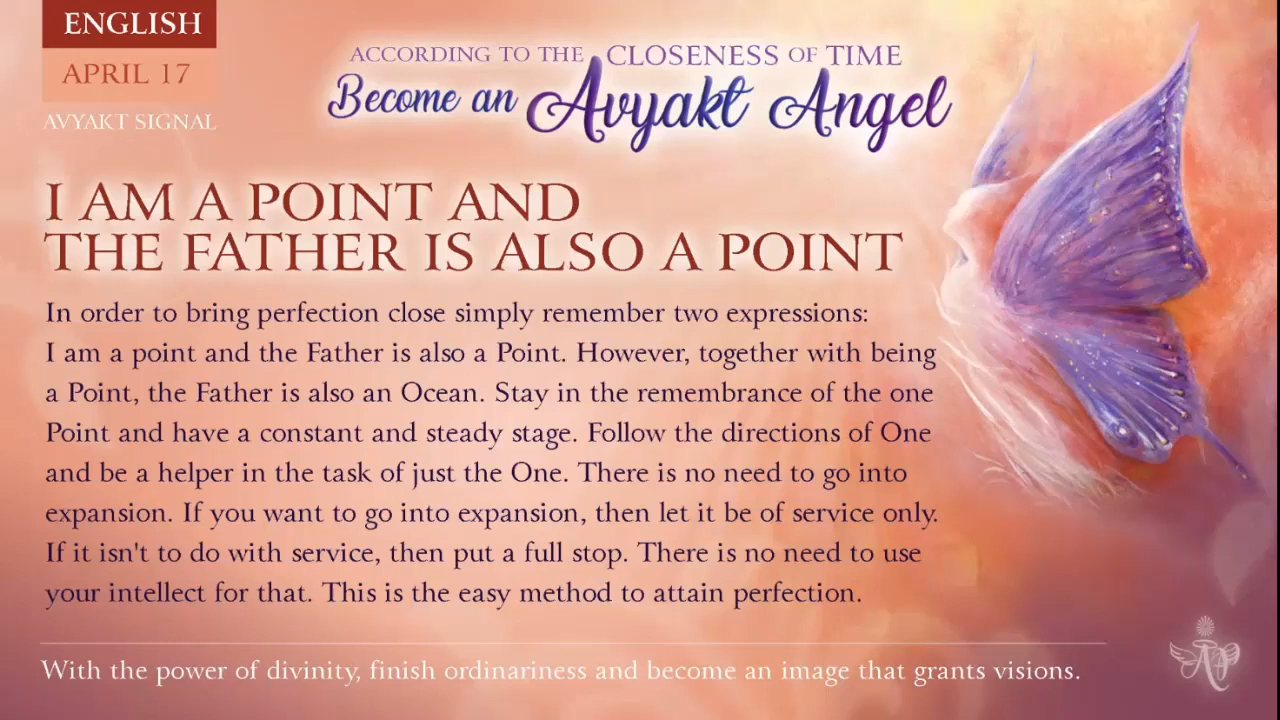 ENGLISH
APRIL 17
AVYAKT SIGNAL
ACCORDING TO THE CLOSENESS OF TIME
Become an Avyakt Angel
I AM A POINT AND
THE FATHER IS ALSO A POINT
In order to bring perfection close simply remember two expressions:
I am a point and the Father is also a Point. However, together with being
a Point, the Father is also an Ocean. Stay in the remembrance of the one
Point and have a constant and steady stage. Follow the directions of One
and be a helper in the task of just the One. There is no need to go into
expansion. If you want to go into expansion, then let it be of service only.
If it isn't to do with service, then put a full stop. There is no need to use
your intellect for that. This is the easy method to attain perfection.
With the power of divinity, finish ordinariness and become an image that grants visions.